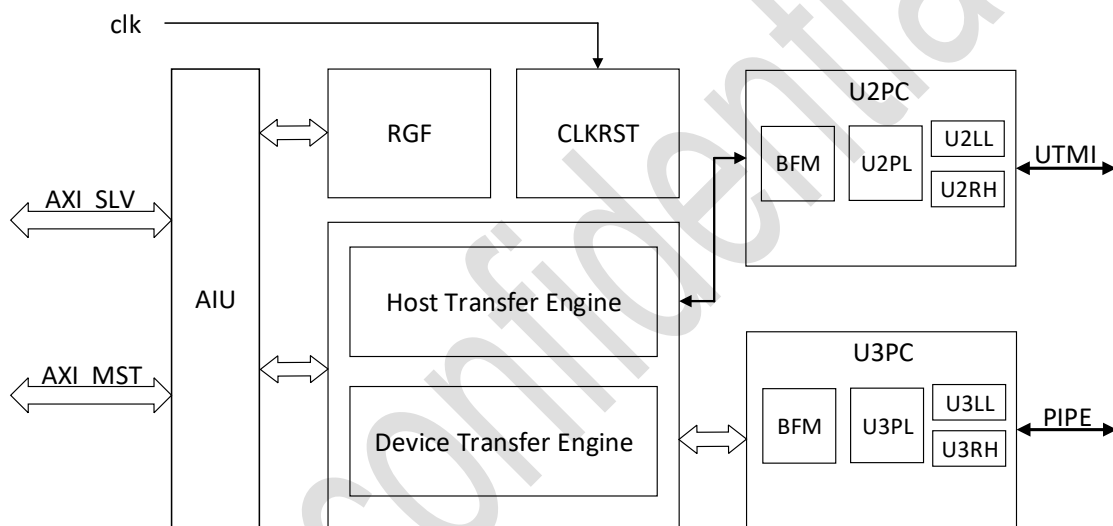 clk
RGF
CLKRST
U2PC
BFM
U2PL
U2LL
U2RH
UTMI
AXI_SLV
AIU
Host Transfer Engine
AXI_MST
Device Transfer Engine
U3PC
BFM
U3PL
U3LL
U3RH
PIPE
confidential